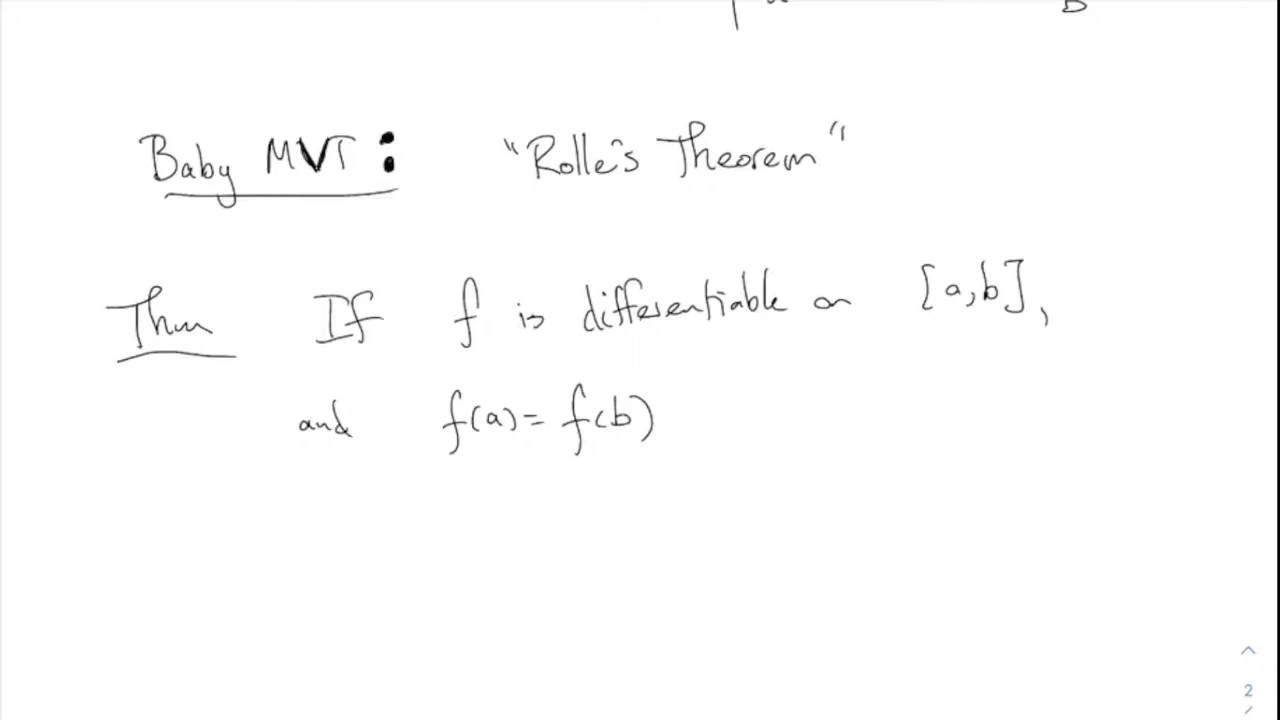 Baby MVT: "Rolle's Theorem"
Thm If f is differentiable on [a,b],
and f(a) = f(b)
2